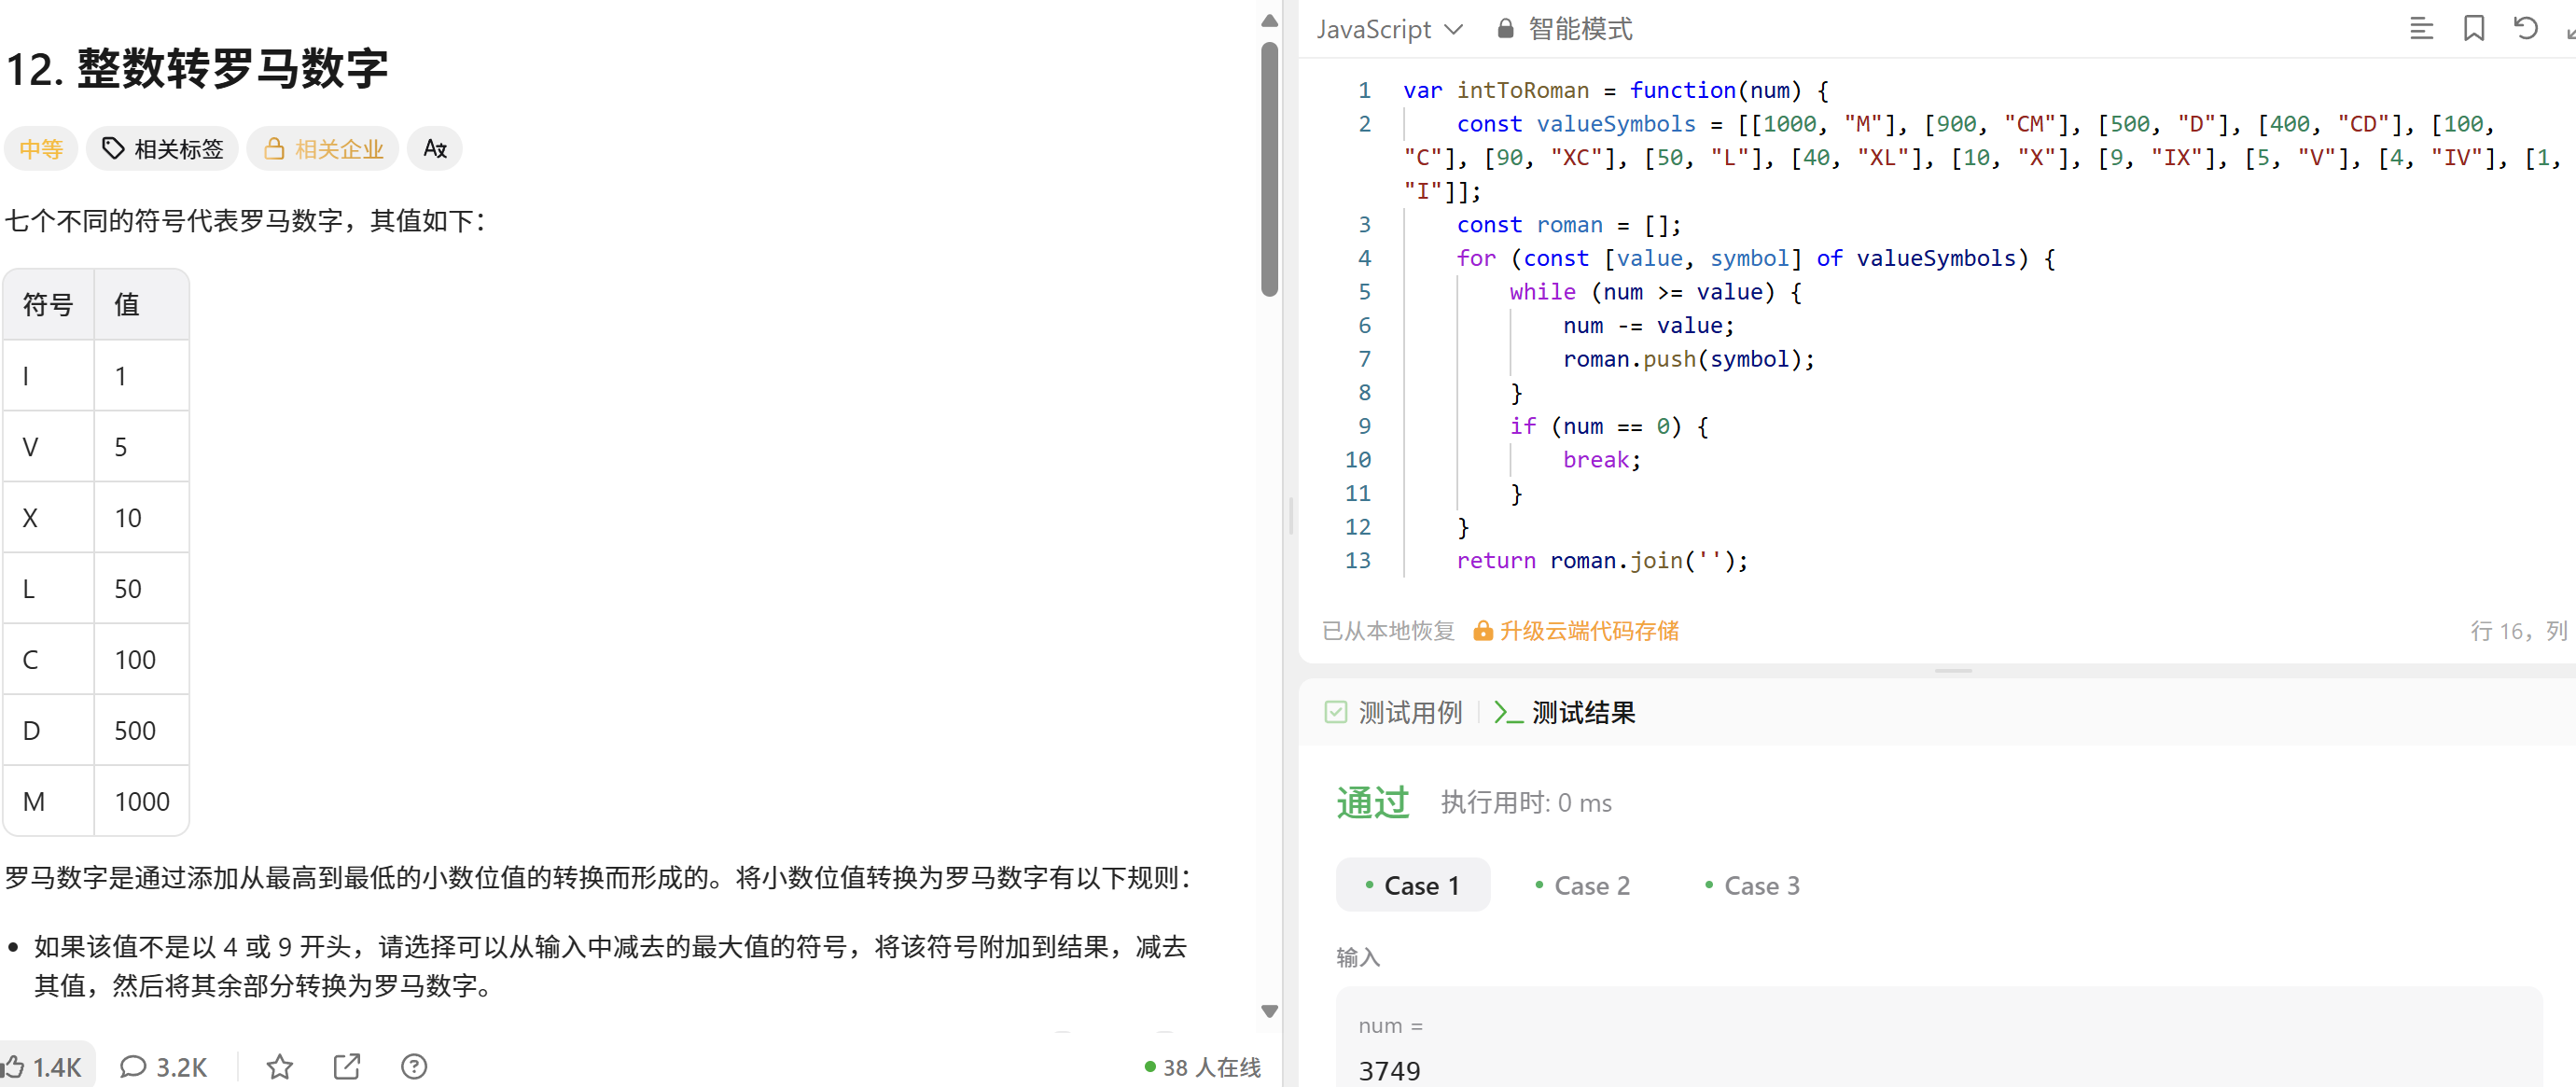 12. 整数转罗马数字
中等 相关标签 相关企业
七个不同的符号代表罗马数字，其值如下：
符号 值
I 1
V 5
X 10
L 50
C 100
D 500
M 1000
罗马数字是通过添加从最高到最低的小数位值的转换而形成的。将小数位值转换为罗马数字有以下规则：
• 如果该值不是以 4 或 9 开头，请选择可以从输入中减去的最大值的符号，将该符号附加到结果，减去
其值，然后将其余部分转换为罗马数字。
1.4K 3.2K 38 人在线
JavaScript 智能模式
1 var intToRoman = function(num) {
2 const valueSymbols = [[1000, "M"], [900, "CM"], [500, "D"], [400, "CD"], [100,
"C"], [90, "XC"], [50, "L"], [40, "XL"], [10, "X"], [9, "IX"], [5, "V"], [4, "IV"], [1,
"I"]];
3 const roman = [];
4 for (const [value, symbol] of valueSymbols) {
5 while (num >= value) {
6 num -= value;
7 roman.push(symbol);
8 }
9 if (num == 0) {
10 break;
11 }
12 }
13 return roman.join('');
已从本地恢复 升级云端代码存储 行 16，列
测试用例 测试结果
通过 执行用时: 0 ms
Case 1 Case 2 Case 3
输入
num =
3749